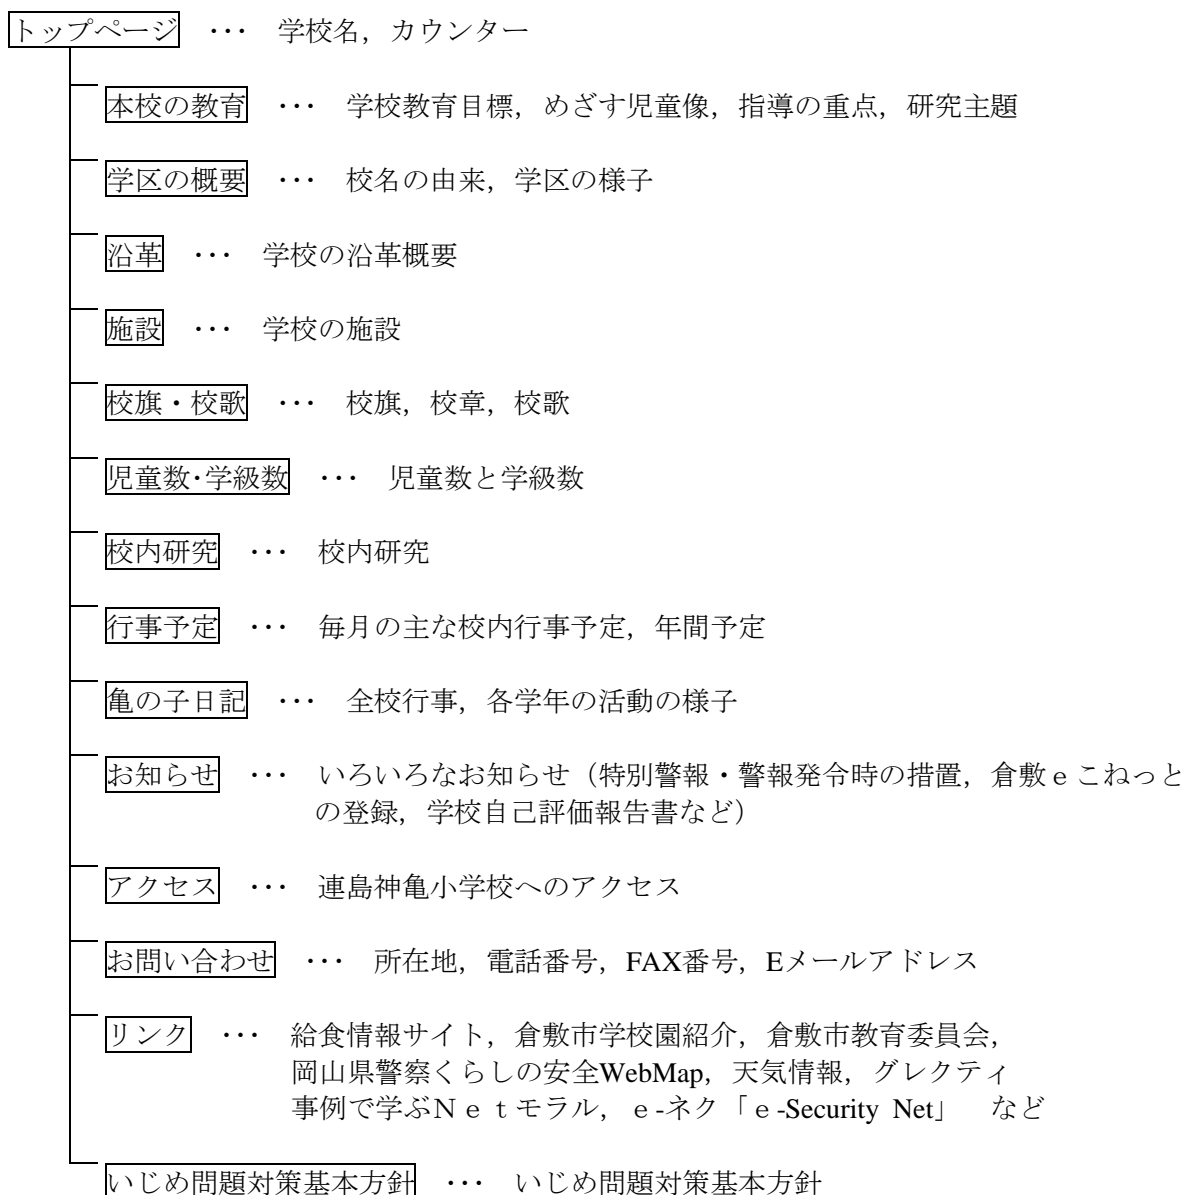 トップページ ・・・ 学校名，カウンター
本校の教育 ・・・ 学校教育目標，めざす児童像，指導の重点，研究主題
学区の概要 ・・・ 校名の由来，学区の様子
沿革 ・・・ 学校の沿革概要
施設 ・・・ 学校の施設
校旗・校歌 ・・・ 校旗，校章，校歌
児童数・学級数 ・・・ 児童数と学級数
校内研究 ・・・ 校内研究
行事予定 ・・・ 毎月の主な校内行事予定，年間予定
亀の子日記 ・・・ 全校行事，各学年の活動の様子
お知らせ ・・・ いろいろなお知らせ（特別警報・警報発令時の措置，倉敷ｅこねっと
の登録，学校自己評価報告書など）
アクセス ・・・ 連島神亀小学校へのアクセス
お問い合わせ ・・・ 所在地，電話番号，FAX番号，Eメールアドレス
リンク ・・・ 給食情報サイト，倉敷市学校園紹介，倉敷市教育委員会，
岡山県警察くらしの安全WebMap，天気情報，グレクティ
事例で学ぶＮｅｔモラル，ｅ-ネク「ｅ-Security Net」 など
いじめ問題対策基本方針 ・・・ いじめ問題対策基本方針